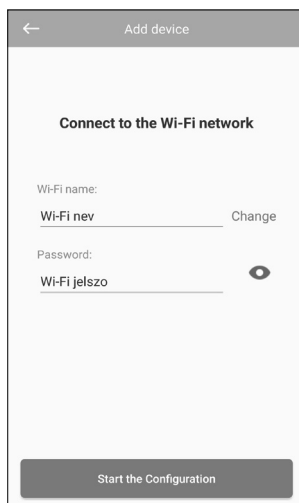 Add device
Connect to the Wi-Fi network
Wi-Fi name:
Wi-Fi nev
Change
Password:
Wi-Fi jelszo
Start the Configuration